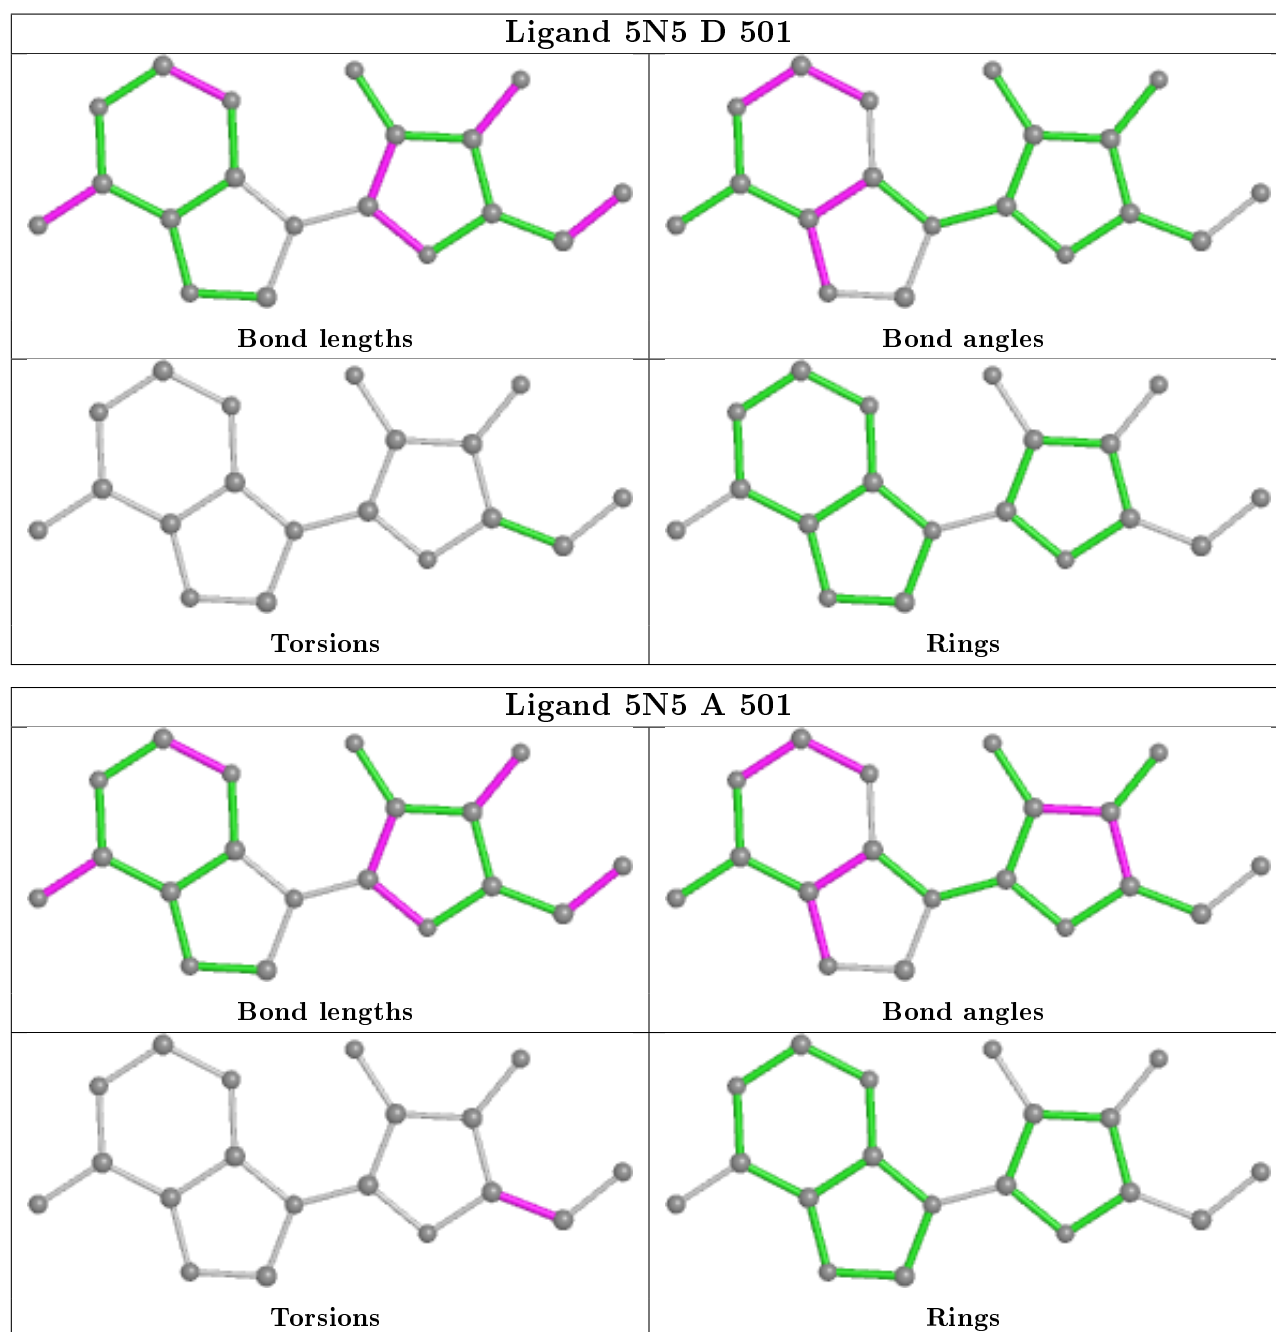 Ligand 5N5 D 501
Bond lengths
Bond angles
Torsions
Rings
Ligand 5N5 A 501
Bond lengths
Bond angles
Torsions
Rings